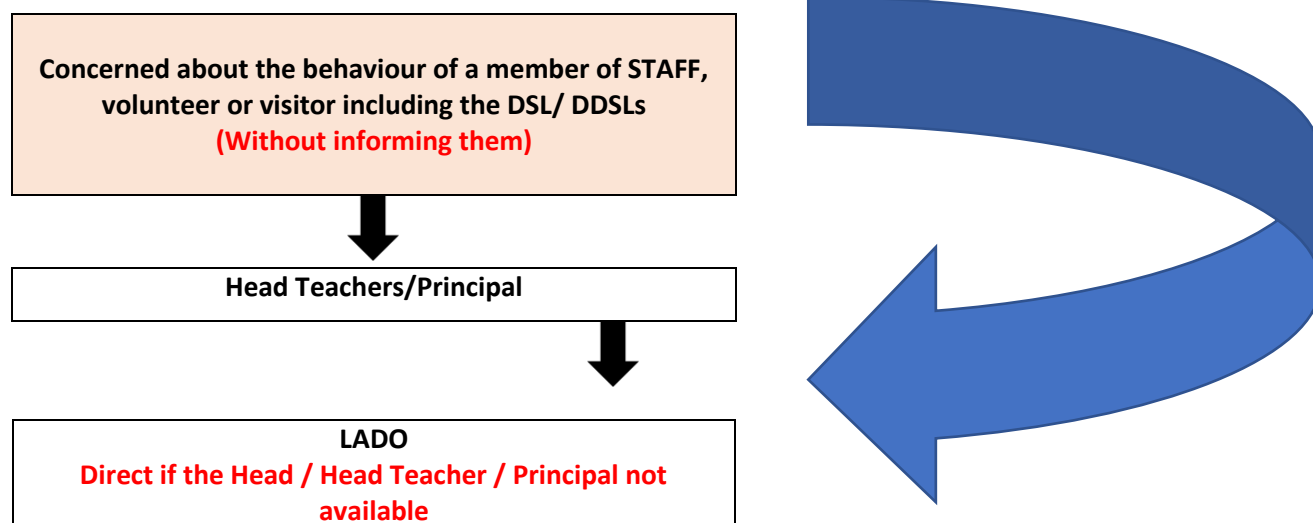 Concerned about the behaviour of a member of STAFF,
volunteer or visitor including the DSL/ DDSLs
(Without informing them)
Head Teachers/Principal
LADO
Direct if the Head / Head Teacher / Principal not
available